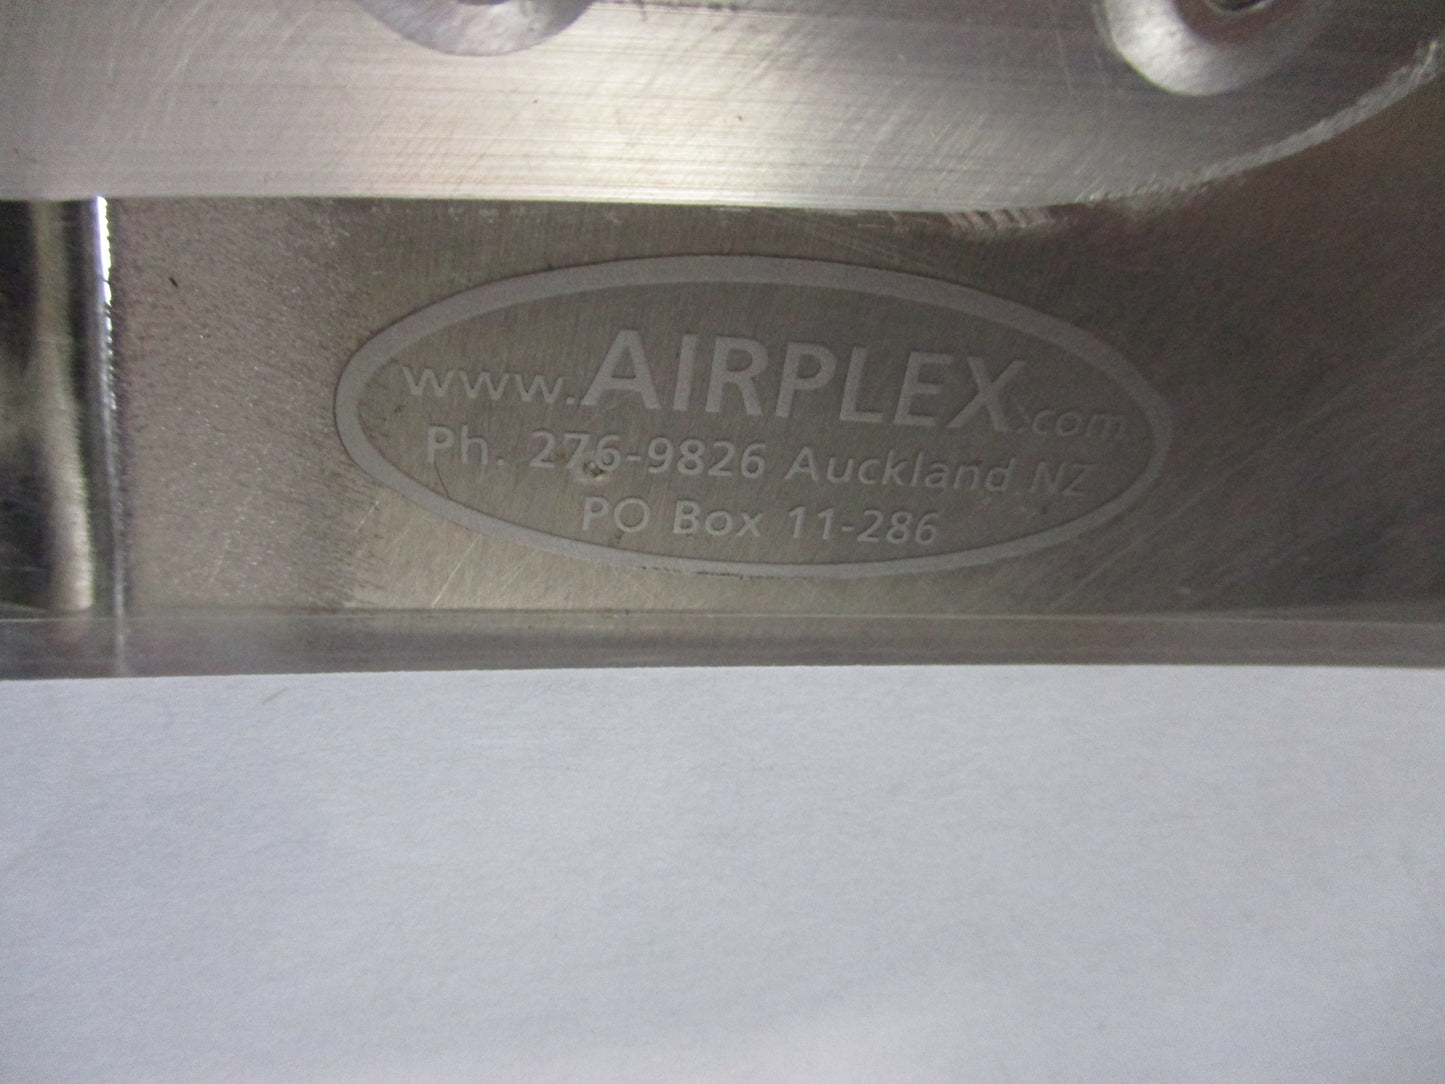 www.AIRPLEX.com
Ph. 276-9826 Auckland NZ
PO Box 11-286